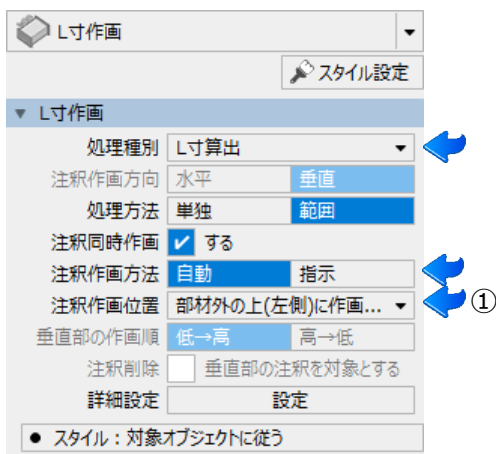 L寸作画
スタイル設定
L寸作画
処理種別 L寸算出
注釈作画方向 水平 垂直
処理方法 単独 範囲
注釈同時作画 する
注釈作画方法 自動 指示
注釈作画位置 部材外の上(左側)に作画... ①
垂直部の作画順 低→高 高→低
注釈削除 垂直部の注釈を対象とする
詳細設定 設定
● スタイル：対象オブジェクトに従う